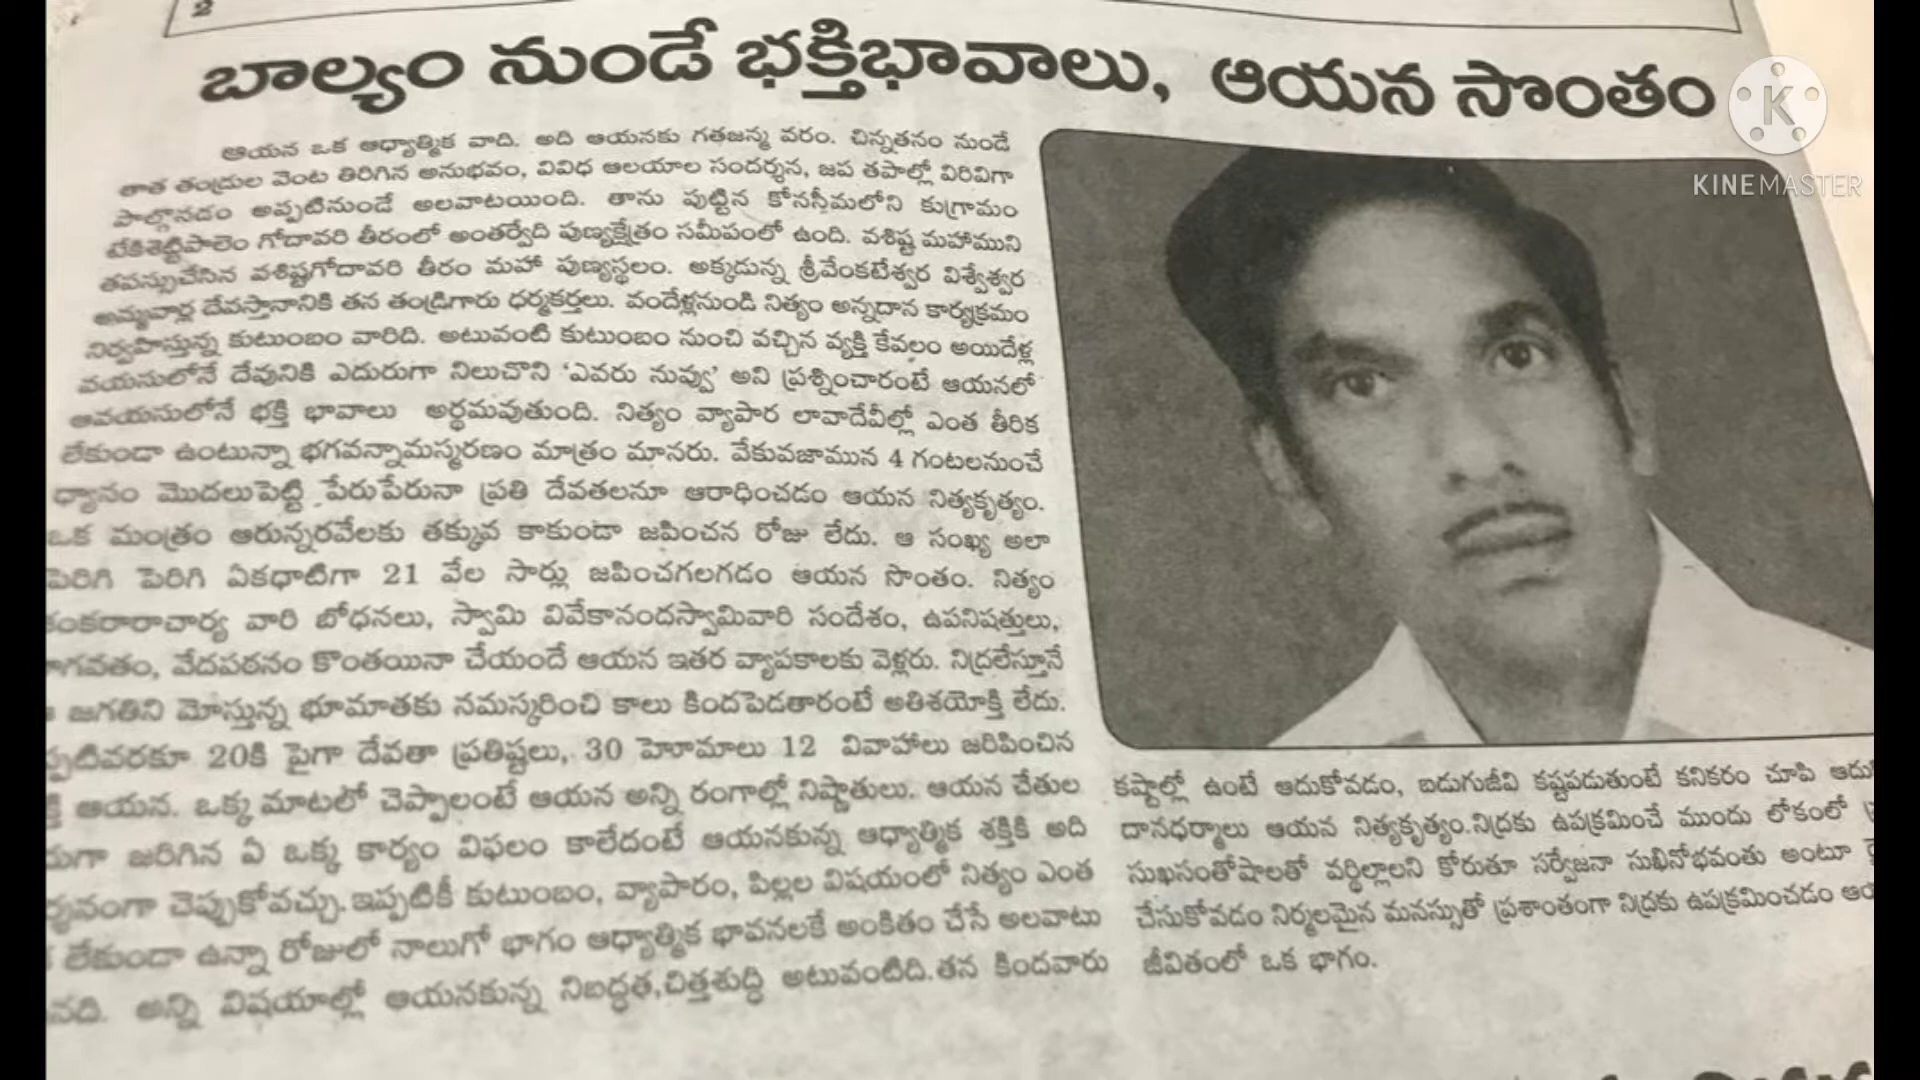 2
బాల్యం నుండే భక్తిభావాలు, ఆయన సొంతం
KINEMASTER
ఆయన ఒక ఆధ్యాత్మిక వాది. అది ఆయనకు గతజన్మ వరం. చిన్నతనం నుండే
తాత తండ్రుల వెంట తిరిగిన అనుభవం, వివిధ ఆలయాల సందర్శన, జప తపాల్లో విరివిగా
పాల్గొనడం అప్పటినుండే అలవాటయింది. తాను పుట్టిన కోనసీమలోని కుగ్రామం
టేకిశెట్టిపాలెం గోదావరి తీరంలో అంతర్వేది పుణ్యక్షేత్రం సమీపంలో ఉంది. వశిష్ట మహాముని
తపస్సుచేసిన వశిష్టగోదావరి తీరం మహా పుణ్యస్థలం. అక్కడున్న శ్రీవేంకటేశ్వర విశ్వేశ్వర
అమ్మవార్ల దేవస్థానానికి తన తండ్రిగారు ధర్మకర్తలు. వందేళ్లనుండి నిత్యం అన్నదాన కార్యక్రమం
నిర్వహిస్తున్న కుటుంబం వారిది. అటువంటి కుటుంబం నుంచి వచ్చిన వ్యక్తి కేవలం అయిదేళ్ల
వయసులోనే దేవునికి ఎదురుగా నిలుచొని ‘ఎవరు నువ్వు’ అని ప్రశ్నించారంటే ఆయనలో
ఆవయసులోనే భక్తి భావాలు అర్థమవుతుంది. నిత్యం వ్యాపార లావాదేవీల్లో ఎంత తీరిక
లేకుండా ఉంటున్నా భగవన్నామస్మరణం మాత్రం మానరు. వేకువజామున 4 గంటలనుంచే
ధ్యానం మొదలుపెట్టి పేరుపేరునా ప్రతి దేవతలనూ ఆరాధించడం ఆయన నిత్యకృత్యం.
ఒక మంత్రం ఆరున్నరవేలకు తక్కువ కాకుండా జపించన రోజు లేదు. ఆ సంఖ్య అలా
పెరిగి పెరిగి ఏకధాటిగా 21 వేల సార్లు జపించగలగడం ఆయన సొంతం. నిత్యం
వారి బోధనలు, స్వామి వివేకానందస్వామివారి సందేశం, ఉపనిషత్తులు,
వేదపఠనం కొంతయినా చేయందే ఆయన ఇతర వ్యాపకాలకు వెళ్లరు. నిద్రలేస్తూనే
జగతిని మోస్తున్న భూమాతకు నమస్కరించి కాలు కిందపెడతారంటే అతిశయోక్తి లేదు.
20కి పైగా దేవతా ప్రతిష్టలు, 30 హెూమాలు 12 వివాహాలు జరిపించిన
ఆయన. ఒక్క మాటలో చెప్పాలంటే ఆయన అన్ని రంగాల్లో నిష్ణాతులు. ఆయన చేతుల
జరిగిన ఏ ఒక్క కార్యం విఫలం కాలేదంటే ఆయనకున్న ఆధ్యాత్మిక శక్తికి అది
చెప్పుకోవచ్చు. ఇప్పటికీ కుటుంబం, వ్యాపారం, పిల్లల విషయంలో నిత్యం ఎంత
లేకుండా ఉన్నా రోజులో నాలుగో భాగం ఆధ్యాత్మిక భావనలకే అంకితం చేసే అలవాటు
అన్ని విషయాల్లో ఆయనకున్న నిబద్ధత,చిత్తశుద్ధి అటువంటిది.తన కిందవారు
కష్టాల్లో ఉంటే ఆదుకోవడం, బడుగుజీవి కష్టపడుతుంటే కనికరం చూపి
దానధర్మాలు ఆయన నిత్యకృత్యం.నిద్రకు ఉపక్రమించే ముందు లోకంలో
సుఖసంతోషాలతో వర్థిల్లాలని కోరుతూ సర్వేజనా సుఖినోభవంతు అంటూ
చేసుకోవడం నిర్మలమైన మనస్సుతో ప్రశాంతంగా నిద్రకు ఉపక్రమించడం
జీవితంలో ఒక భాగం.